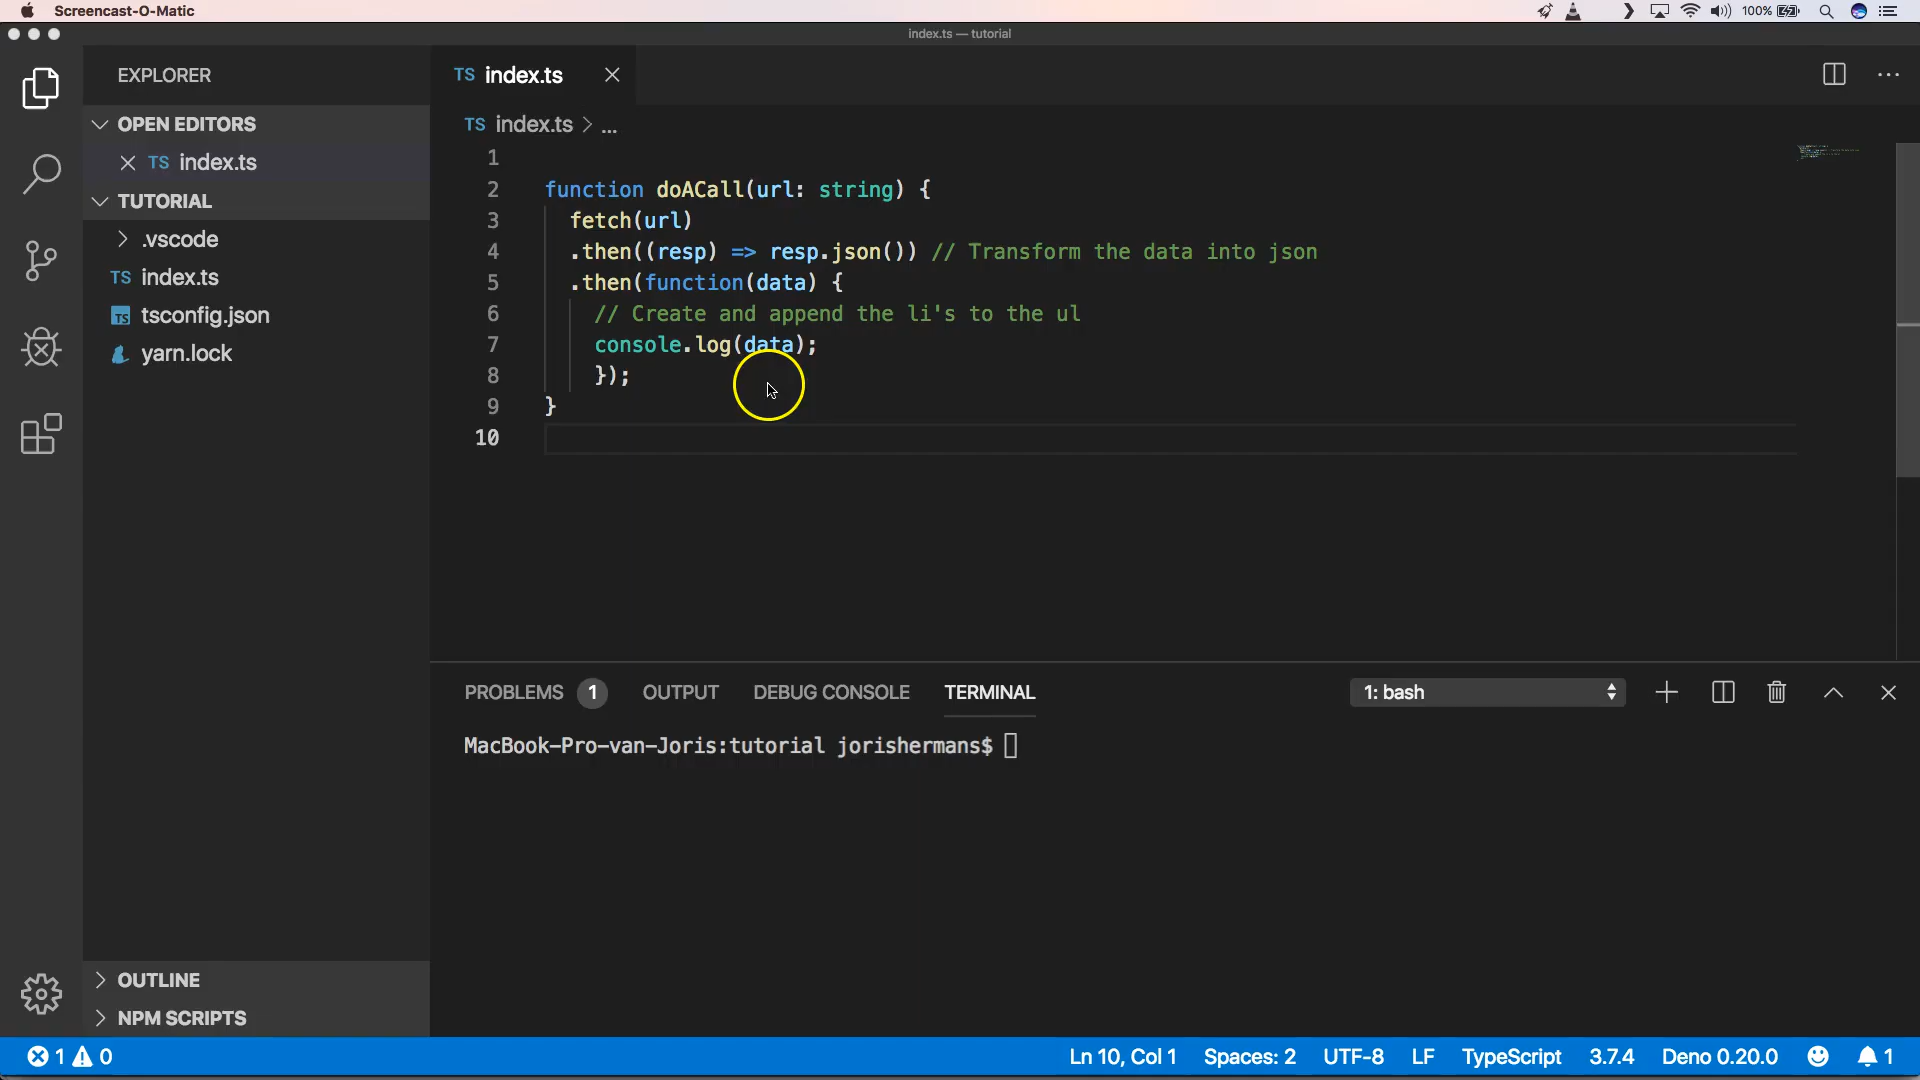 Screencast-O-Matic
100%
index.ts — tutorial
EXPLORER
OPEN EDITORS
TS index.ts
TUTORIAL
.vscode
TS index.ts
TS tsconfig.json
yarn.lock
OUTLINE
NPM SCRIPTS
TS index.ts
TS index.ts > ...
1
2 function doACall(url: string) {
3 fetch(url)
4 .then((resp) => resp.json()) // Transform the data into json
5 .then(function(data) {
6 // Create and append the li's to the ul
7 console.log(data);
8 });
9 }
10
PROBLEMS 1 OUTPUT DEBUG CONSOLE TERMINAL 1: bash
MacBook-Pro-van-Joris:tutorial jorishermans$
1 0 Ln 10, Col 1 Spaces: 2 UTF-8 LF TypeScript 3.7.4 Deno 0.20.0 1